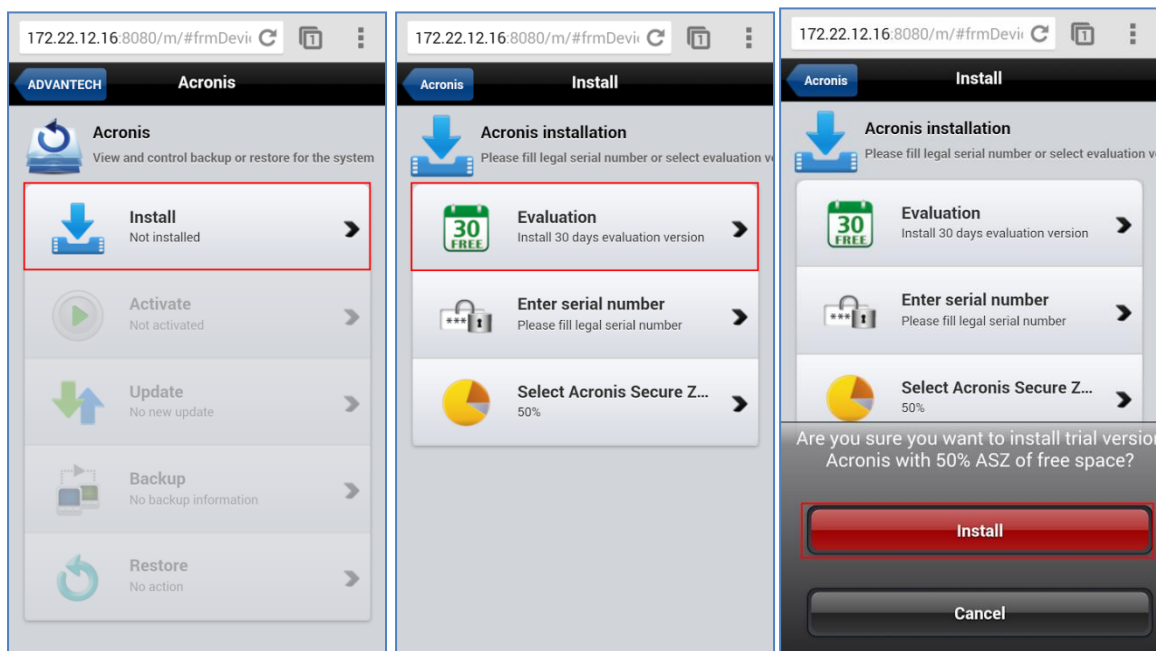 172.22.12.16:8080/m/#frmDevi
1
ADVANTECH
Acronis
Acronis
View and control backup or restore for the system
Install
Not installed
Activate
Not activated
Update
No new update
Backup
No backup information
Restore
No action
172.22.12.16:8080/m/#frmDevi
1
Acronis
Install
Acronis installation
Please fill legal serial number or select evaluation
30
FREE
Evaluation
Install 30 days evaluation version
***
Enter serial number
Please fill legal serial number
Select Acronis Secure Z...
50%
172.22.12.16:8080/m/#frmDevi
1
Acronis
Install
Acronis installation
Please fill legal serial number or select evaluation
30
FREE
Evaluation
Install 30 days evaluation version
***
Enter serial number
Please fill legal serial number
Select Acronis Secure Z...
50%
Are you sure you want to install trial version
Acronis with 50% ASZ of free space?
Install
Cancel